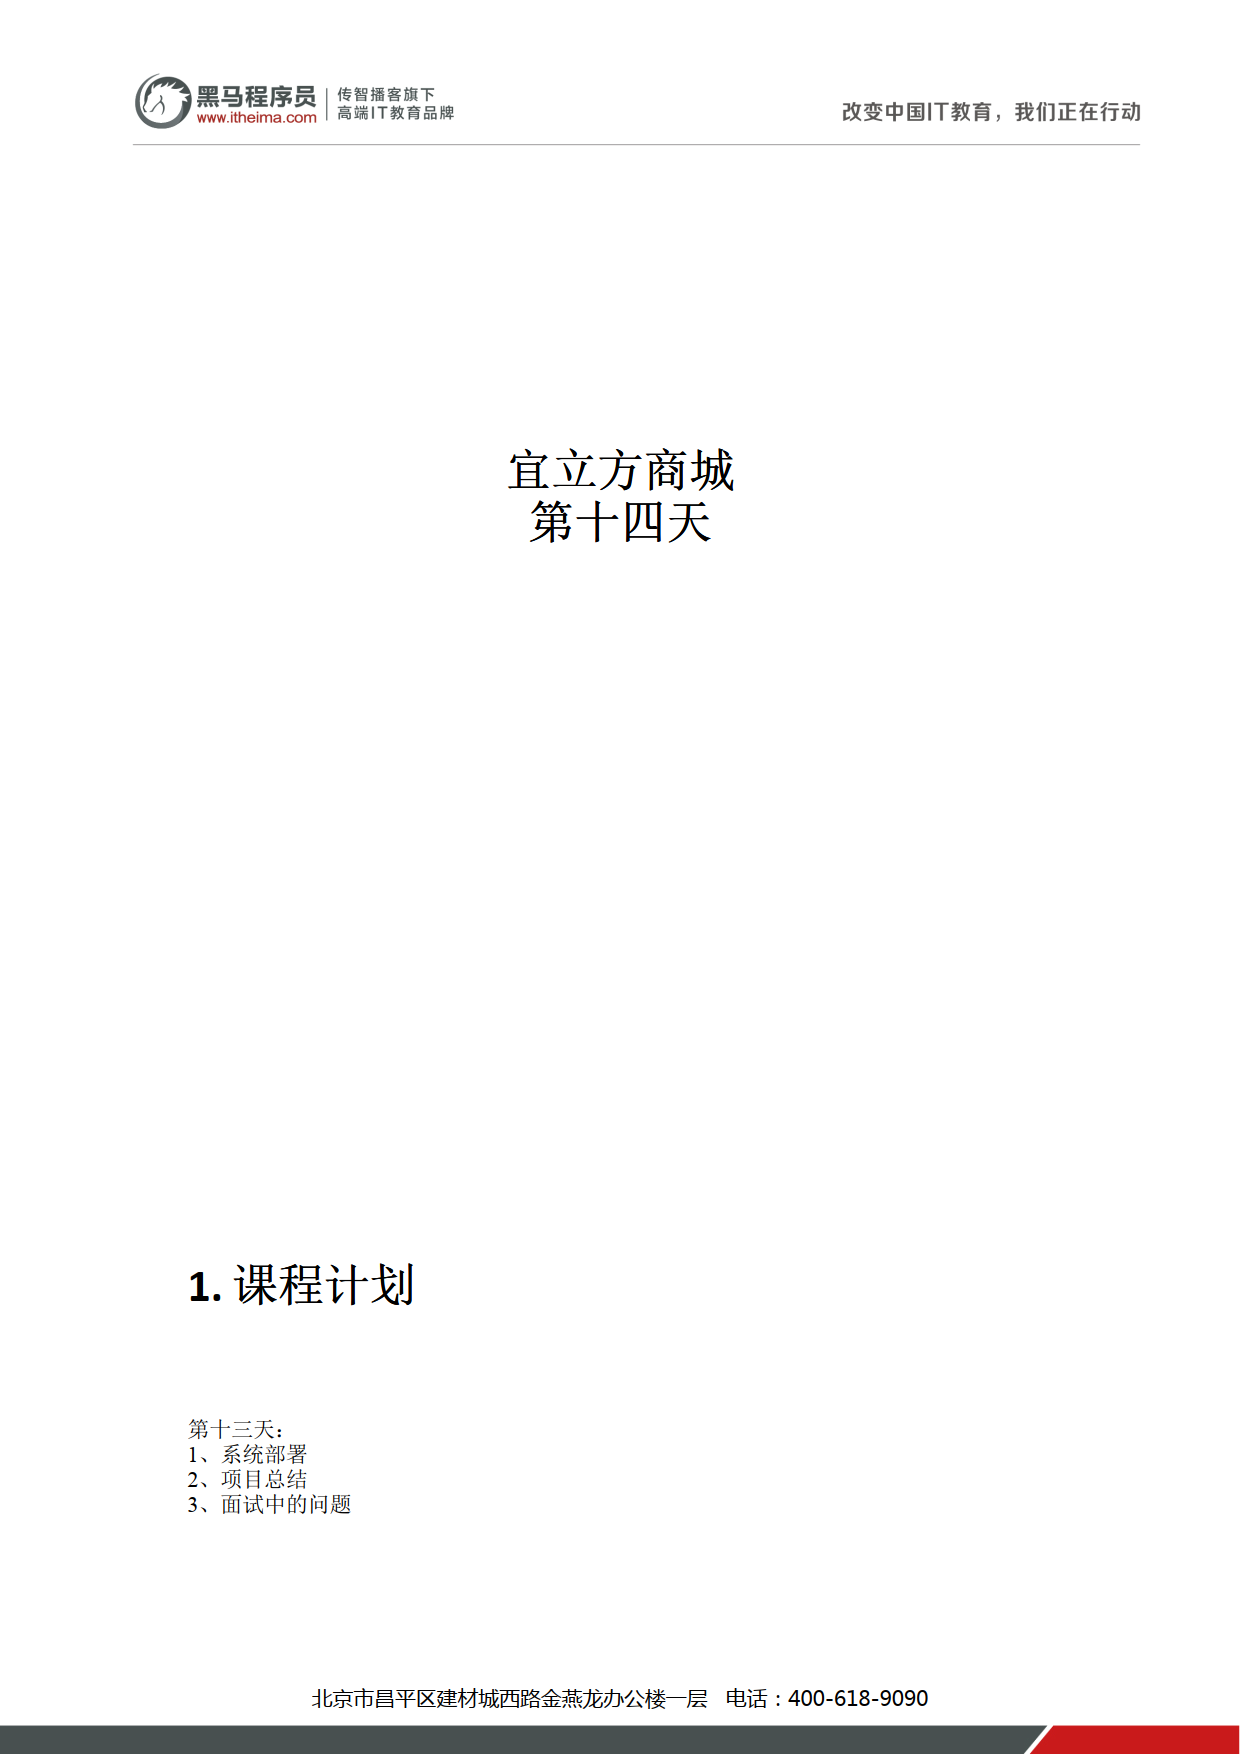 黑马程序员
www.itheima.com
传智播客旗下
高端IT教育品牌
改变中国IT教育，我们正在行动
宜立方商城
第十四天
1. 课程计划
第十三天：
1、系统部署
2、项目总结
3、面试中的问题
北京市昌平区建材城西路金燕龙办公楼一层 电话：400-618-9090